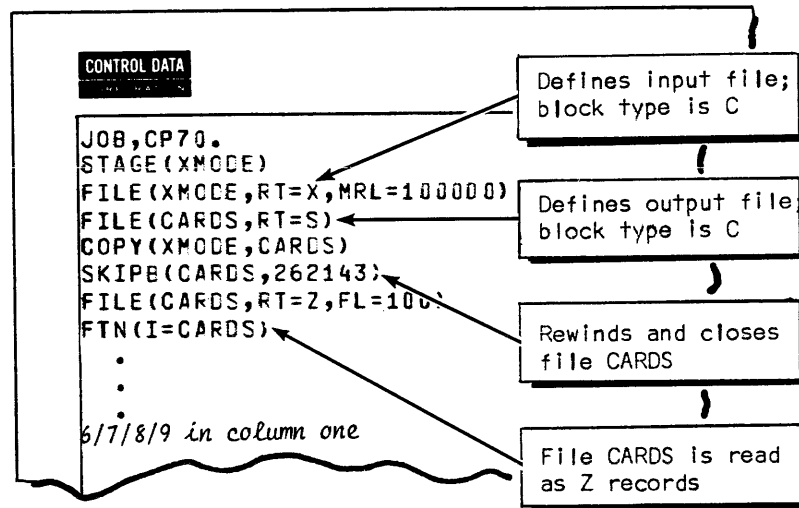 CONTROL DATA
JOB,CP70.
STAGE(XMODE)
FILE(XMODE,RT=X,MRL=100000)
FILE(CARDS,RT=S)
COPY(XMODE,CARDS)
SKIPB(CARDS,262143)
FILE(CARDS,RT=Z,FL=100)
FTN(I=CARDS)
.
.
.
6/7/8/9 in column one
Defines input file;
block type is C
Defines output file;
block type is C
Rewinds and closes
file CARDS
File CARDS is read
as Z records